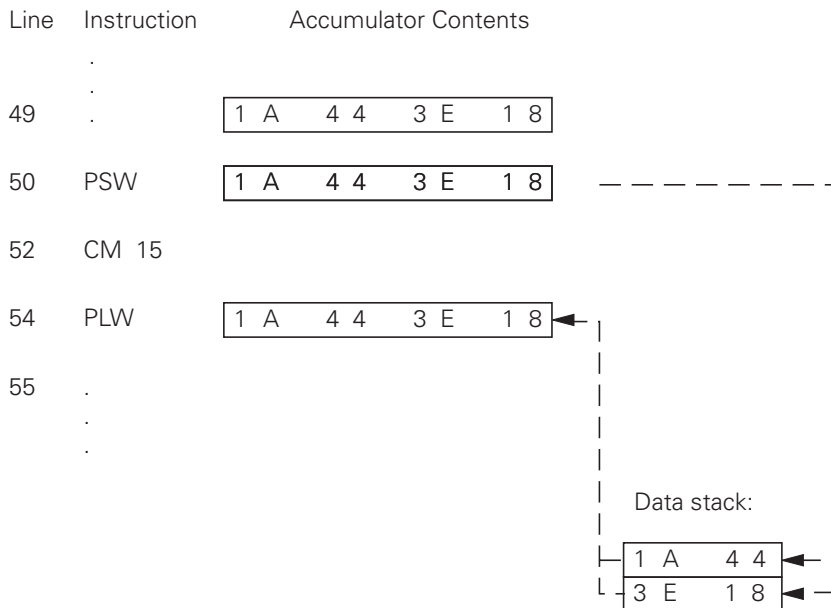 Line Instruction Accumulator Contents
.
.
49 . 1 A 4 4 3 E 1 8
50 PSW 1 A 4 4 3 E 1 8
52 CM 15
54 PLW 1 A 4 4 3 E 1 8
55 .
.
.
Data stack:
1 A 4 4
3 E 1 8